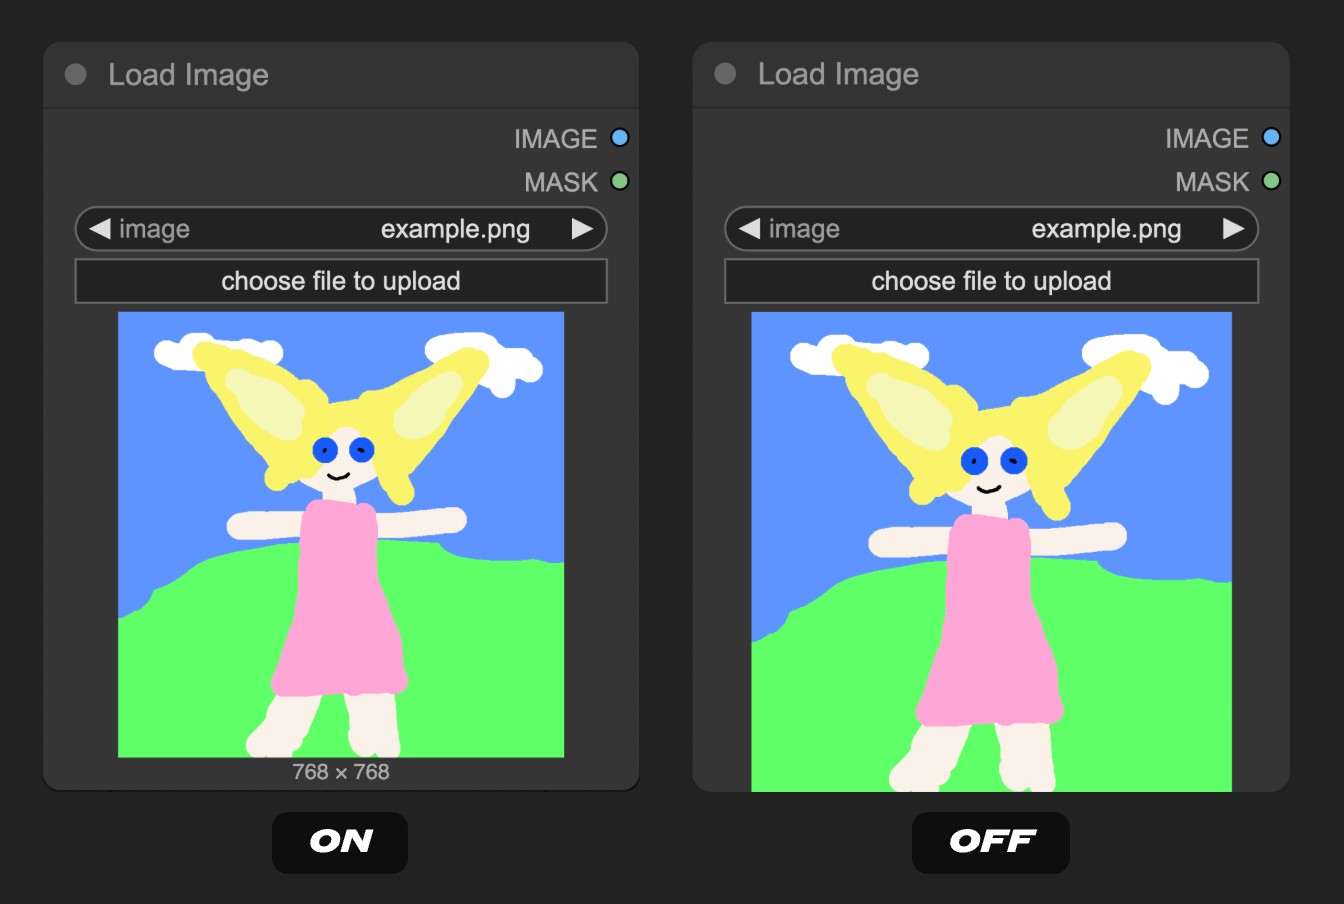 Load Image
IMAGE
MASK
image example.png
choose file to upload
768 × 768
ON
Load Image
IMAGE
MASK
image example.png
choose file to upload
OFF